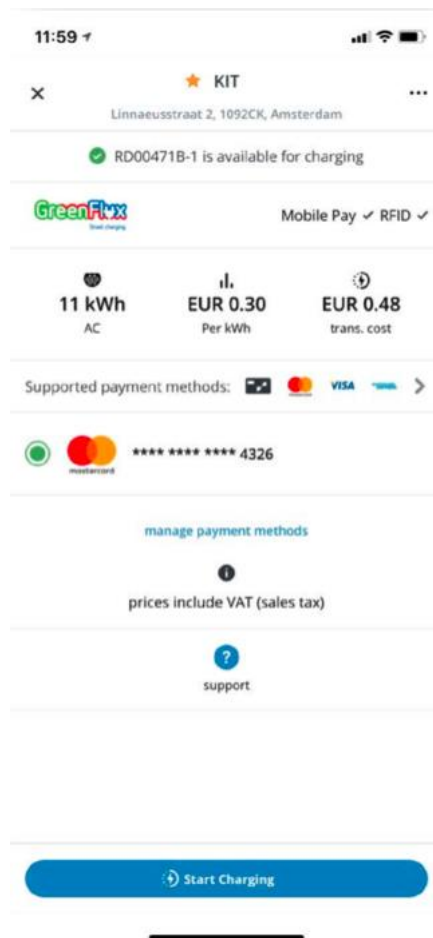 11:59
KIT
Linnaeusstraat 2, 1092CK, Amsterdam
RD00471B-1 is available for charging
GreenFlux
Smart charging
Mobile Pay ✓ RFID ✓
11 kWh
AC
EUR 0.30
Per kWh
EUR 0.48
trans. cost
Supported payment methods:
VISA
mastercard
**** **** **** 4326
manage payment methods
prices include VAT (sales tax)
?
support
Start Charging